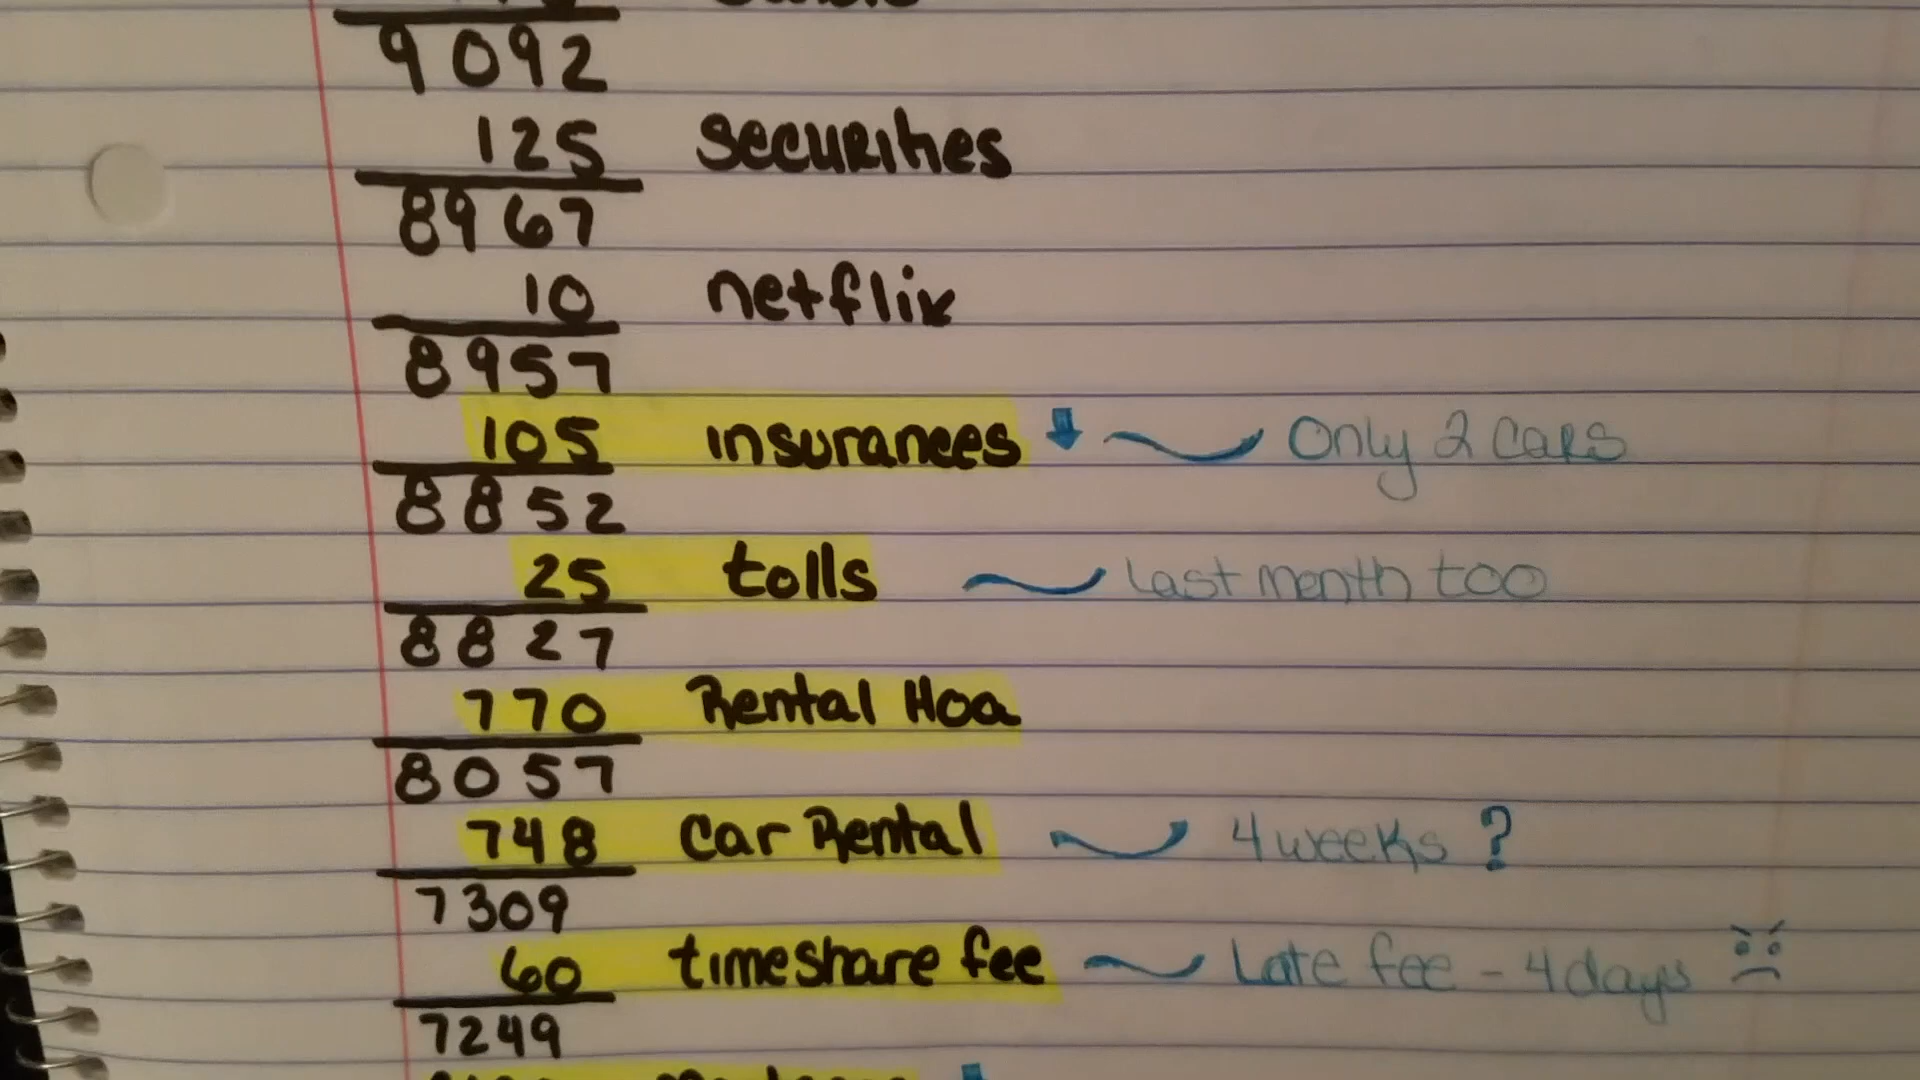 9092
125 Securities
8967
10 netflix
8957
105 insurances Only 2 cars
8852
25 tolls Last month too
8827
770 Rental Hoa
8057
748 Car Rental 4 weeks ?
7309
60 timeshare fee Late fee - 4 days
7249